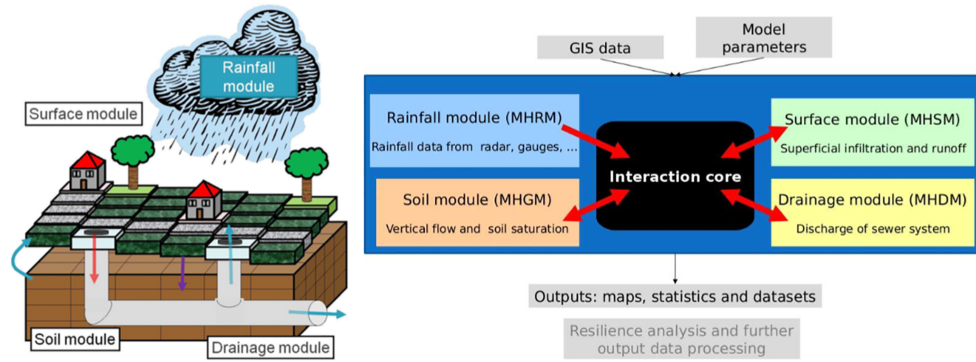 Rainfall
module
Surface module
Soil module
Drainage module
GIS data
Model
parameters
Rainfall module (MHRM)
Rainfall data from radar, gauges, ...
Surface module (MHSM)
Superficial infiltration and runoff
Interaction core
Soil module (MHGM)
Vertical flow and soil saturation
Drainage module (MHDM)
Discharge of sewer system
Outputs: maps, statistics and datasets
Resilience analysis and further
output data processing